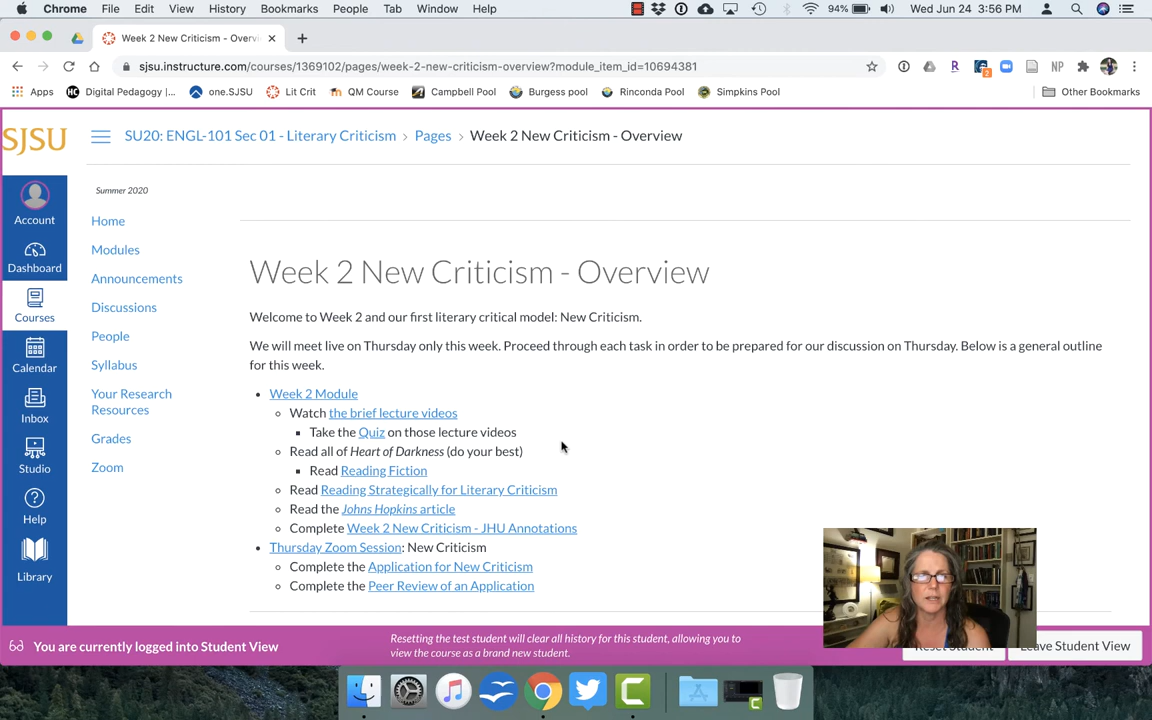 Chrome File Edit View History Bookmarks People Tab Window Help 94% Wed Jun 24 3:56 PM
Week 2 New Criticism - Overvi
sjsu.instructure.com/courses/1369102/pages/week-2-new-criticism-overview?module_item_id=10694381
Apps Digital Pedagogy |... one.SJSU Lit Crit QM Course Campbell Pool Burgess pool Rinconda Pool Simpkins Pool Other Bookmarks
SJSU
SU20: ENGL-101 Sec 01 - Literary Criticism > Pages > Week 2 New Criticism - Overview
Account
Dashboard
Courses
Calendar
Inbox
Studio
Help
Library
Summer 2020
Home
Modules
Announcements
Discussions
People
Syllabus
Your Research
Resources
Grades
Zoom
Week 2 New Criticism - Overview
Welcome to Week 2 and our first literary critical model: New Criticism.
We will meet live on Thursday only this week. Proceed through each task in order to be prepared for our discussion on Thursday. Below is a general outline
for this week.
Week 2 Module
Watch the brief lecture videos
Take the Quiz on those lecture videos
Read all of Heart of Darkness (do your best)
Read Reading Fiction
Read Reading Strategically for Literary Criticism
Read the Johns Hopkins article
Complete Week 2 New Criticism - JHU Annotations
Thursday Zoom Session: New Criticism
Complete the Application for New Criticism
Complete the Peer Review of an Application
You are currently logged into Student View
Resetting the test student will clear all history for this student, allowing you to
view the course as a brand new student.
Reset Student
Leave Student View